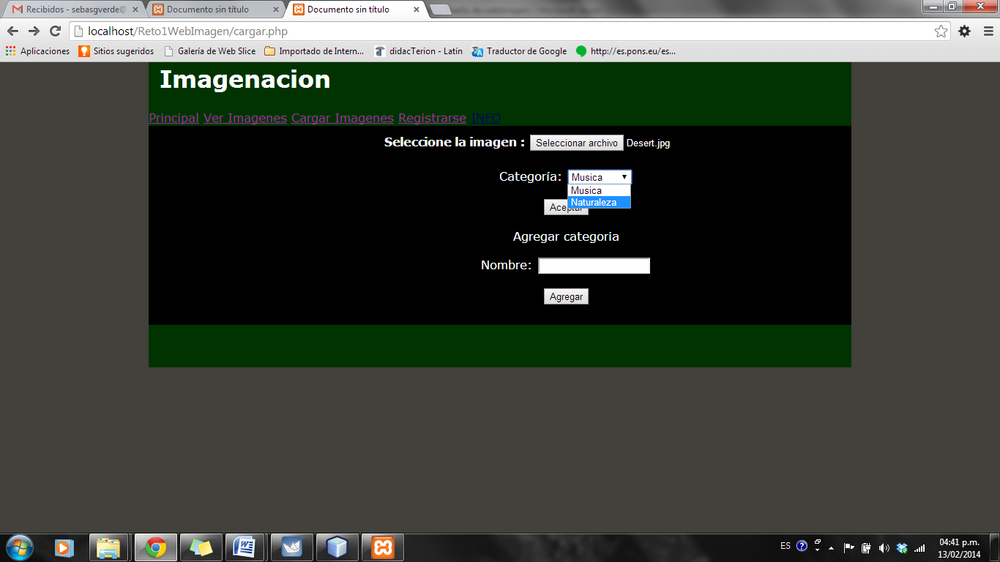 Recibidos - sebasgverde@
Documento sin título
Documento sin título
localhost/Reto1WebImagen/cargar.php
Aplicaciones
Sitios sugeridos
Galería de Web Slice
Importado de Intern...
didacTerion - Latín
Traductor de Google
http://es.pons.eu/es...
Imagenacion
Principal Ver Imagenes Cargar Imagenes Registrarse INFO
Seleccione la imagen : Seleccionar archivo Desert.jpg
Categoría: Musica
Musica
Naturaleza
Aceptar
Agregar categoria
Nombre:
Agregar
ES
04:41 p.m.
13/02/2014